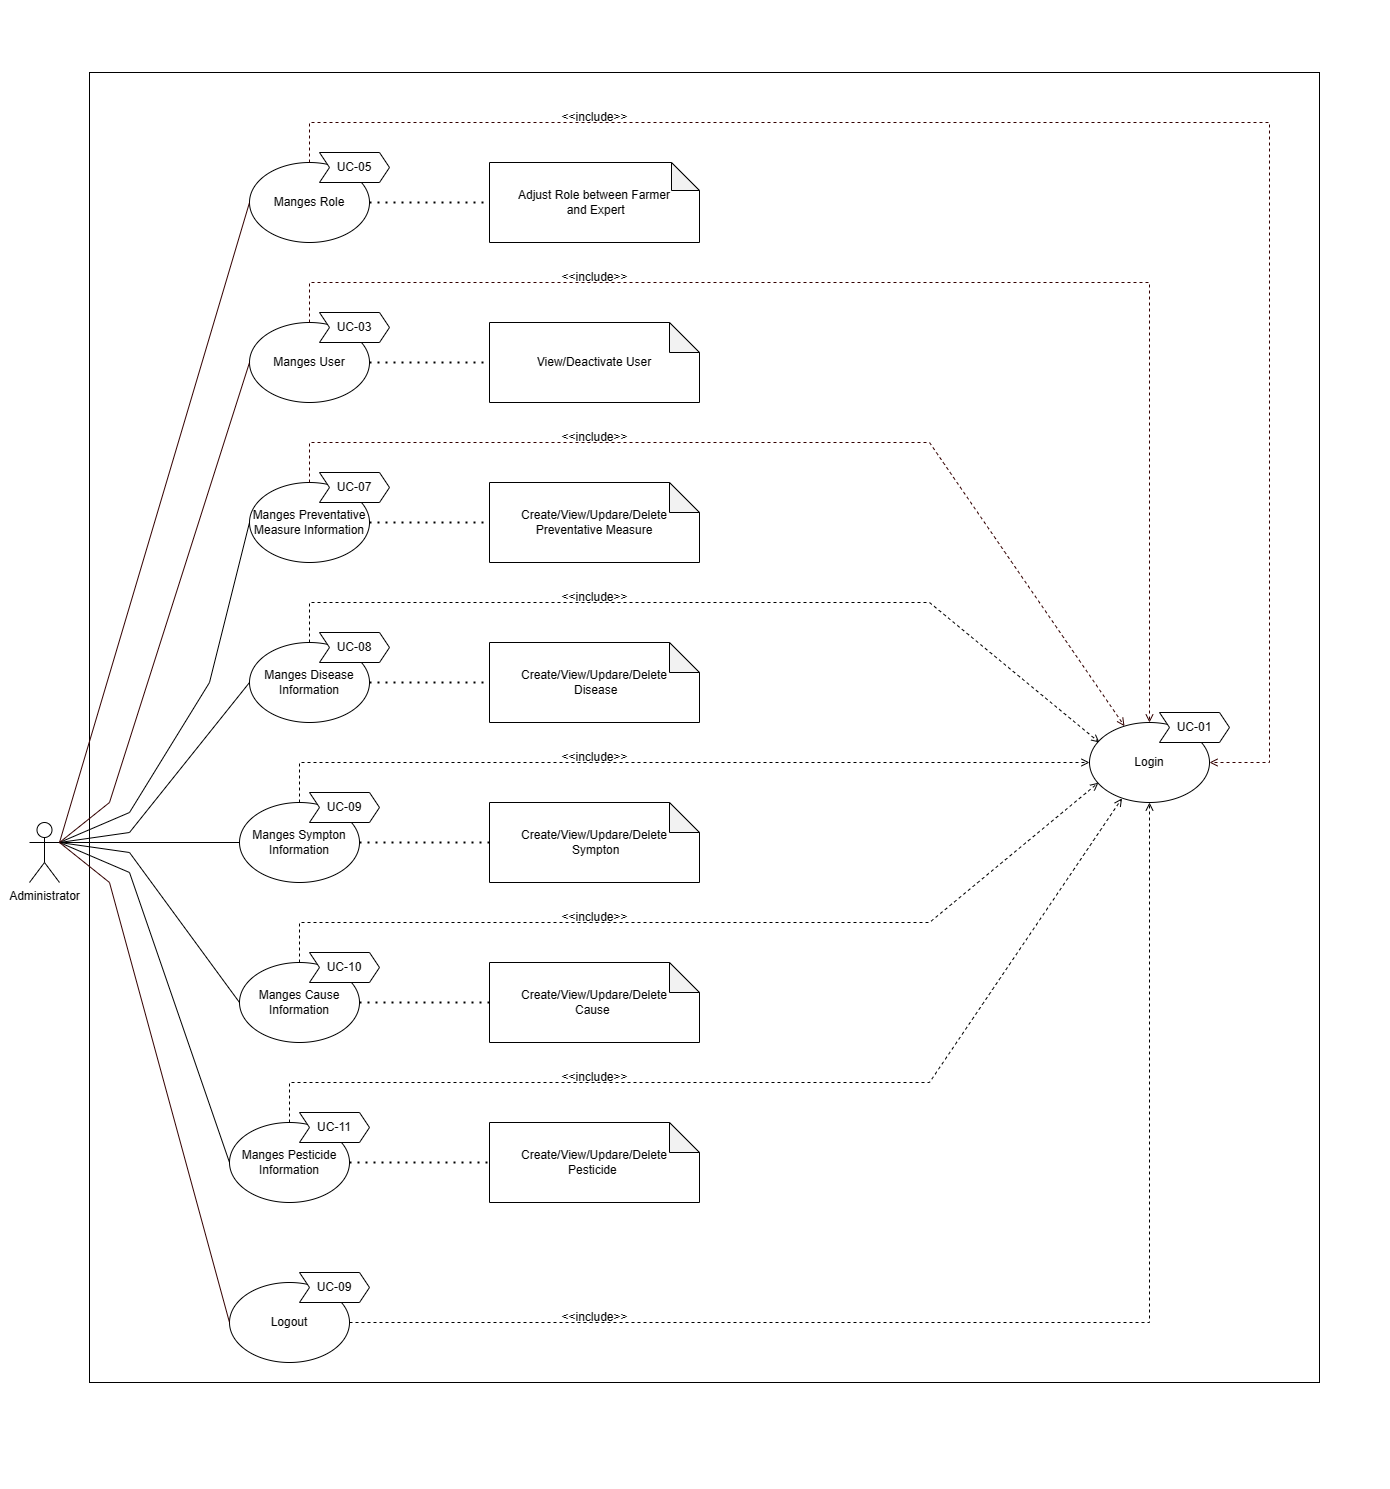 <<include>>
UC-05
Manges Role
Adjust Role between Farmer
and Expert
<<include>>
UC-03
Manges User
View/Deactivate User
<<include>>
UC-07
Manges Preventative
Measure Information
Create/View/Updare/Delete
Preventative Measure
<<include>>
UC-08
Manges Disease
Information
Create/View/Updare/Delete
Disease
UC-01
Login
<<include>>
UC-09
Manges Sympton
Information
Create/View/Updare/Delete
Sympton
Administrator
<<include>>
UC-10
Manges Cause
Information
Create/View/Updare/Delete
Cause
<<include>>
UC-11
Manges Pesticide
Information
Create/View/Updare/Delete
Pesticide
UC-09
Logout
<<include>>